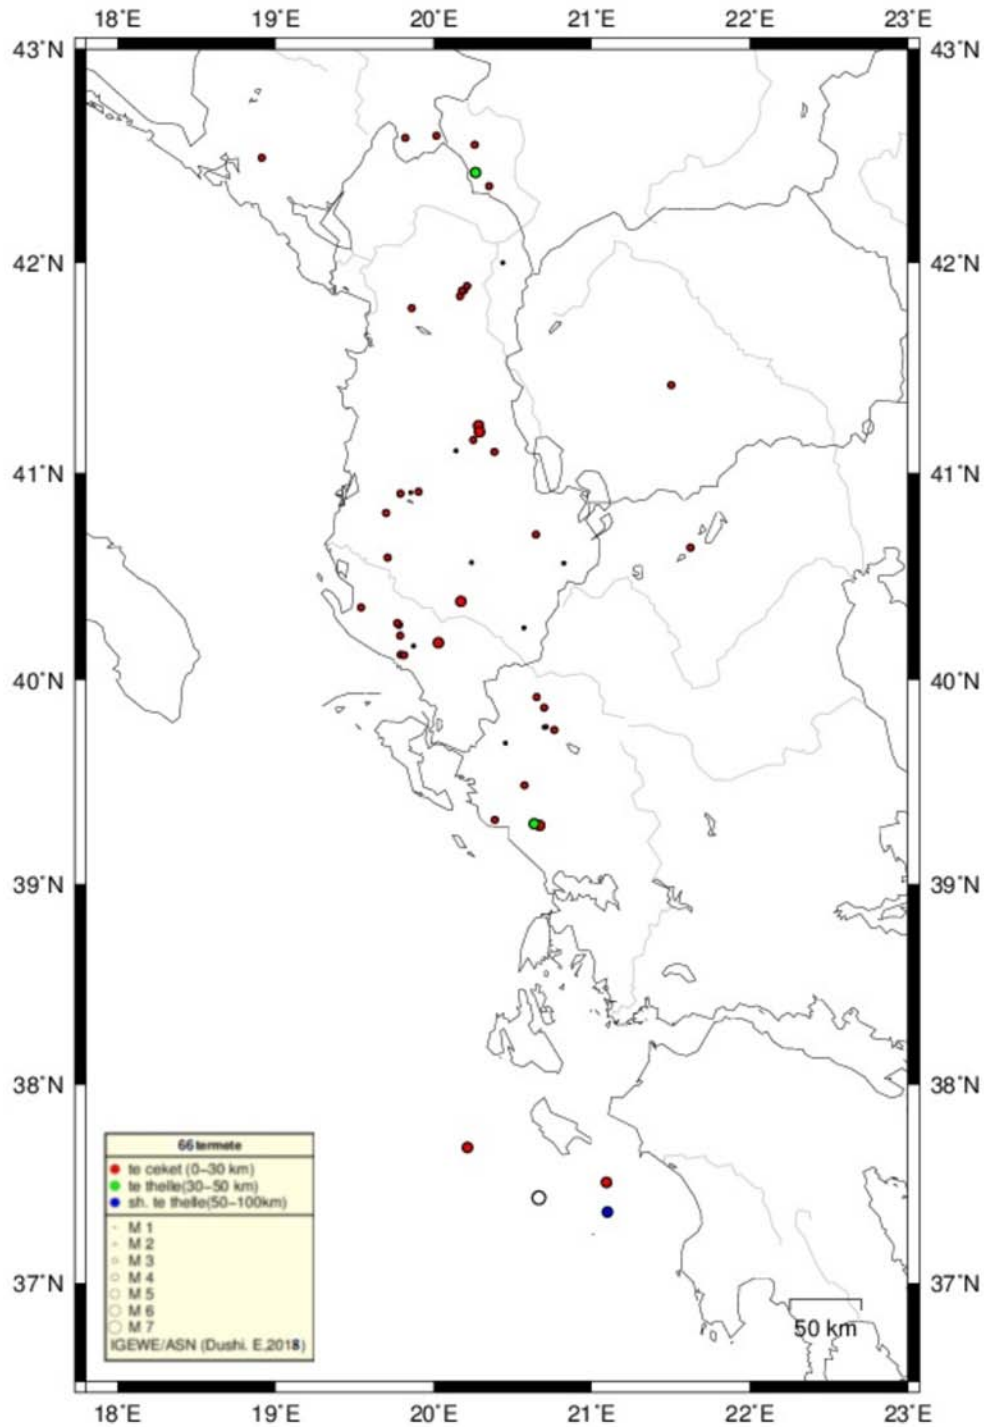 18˚E 19˚E 20˚E 21˚E 22˚E 23˚E
43˚N 43˚N
42˚N 42˚N
41˚N 41˚N
40˚N 40˚N
39˚N 39˚N
38˚N 38˚N
66 termete
te ceket (0-30 km)
te thelle(30-50 km)
sh. te thelle(50-100km)
M 1
M 2
M 3
37˚N 37˚N
M 4
M 5
M 6
M 7
50 km
IGEWE/ASN (Dushi. E,2018)
18˚E 19˚E 20˚E 21˚E 22˚E 23˚E